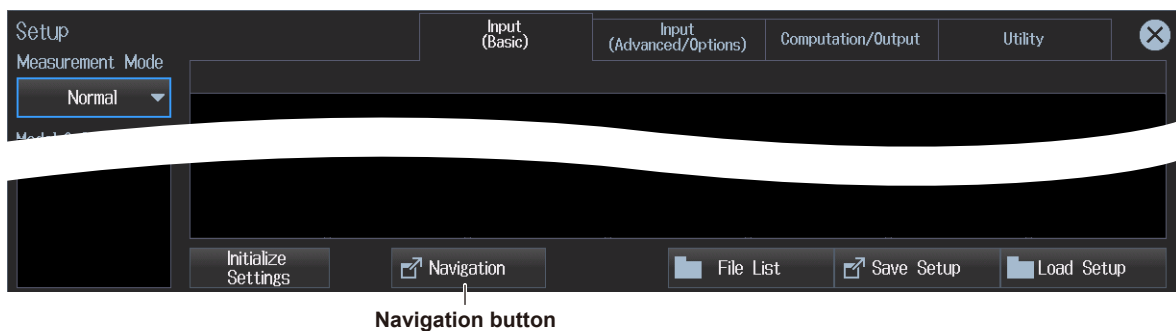 Setup
Input
(Basic)
Input
(Advanced/Options)
Computation/Output
Utility
Measurement Mode
Normal
Initialize
Settings
Navigation
File List
Save Setup
Load Setup
Navigation button